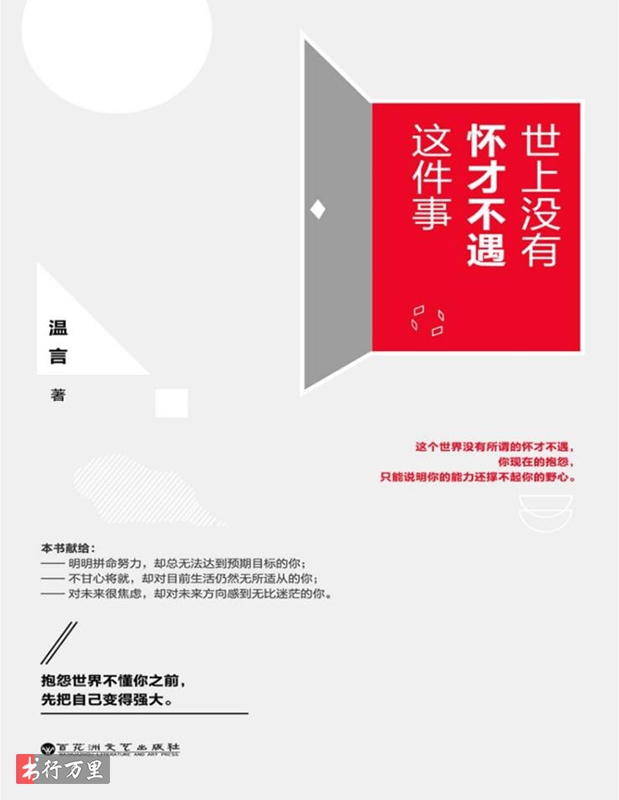 世上没有
怀才不遇
这件事
温
言
著
这个世界没有所谓的怀才不遇，
你现在的抱怨，
只能说明你的能力还撑不起你的野心。
本书献给：
—— 明明拼命努力，却总无法达到预期目标的你；
—— 不甘心将就，却对目前生活仍然无所适从的你；
—— 对未来很焦虑，却对未来方向感到无比迷茫的你。
抱怨世界不懂你之前，
先把自己变得强大。
百花洲文艺出版社
BAIHUAZHOU LITERATURE AND ART PRESS
书行万里